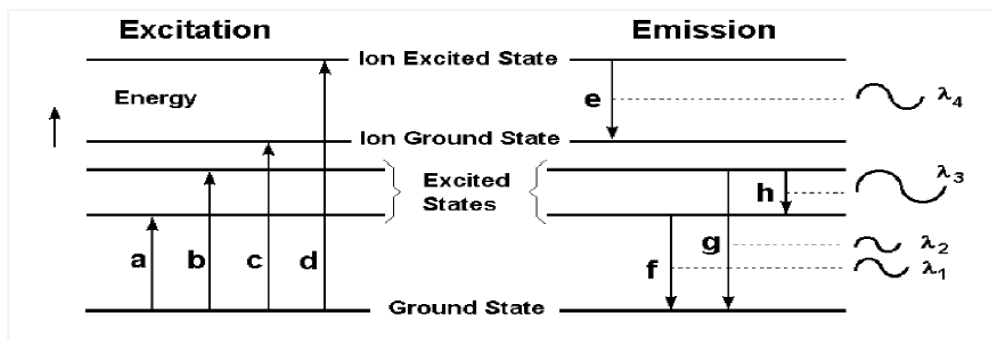 Excitation
Emission
Ion Excited State
Energy
e
λ4
Ion Ground State
Excited
States
h
λ3
a
b
c
d
f
g
λ2
λ1
Ground State